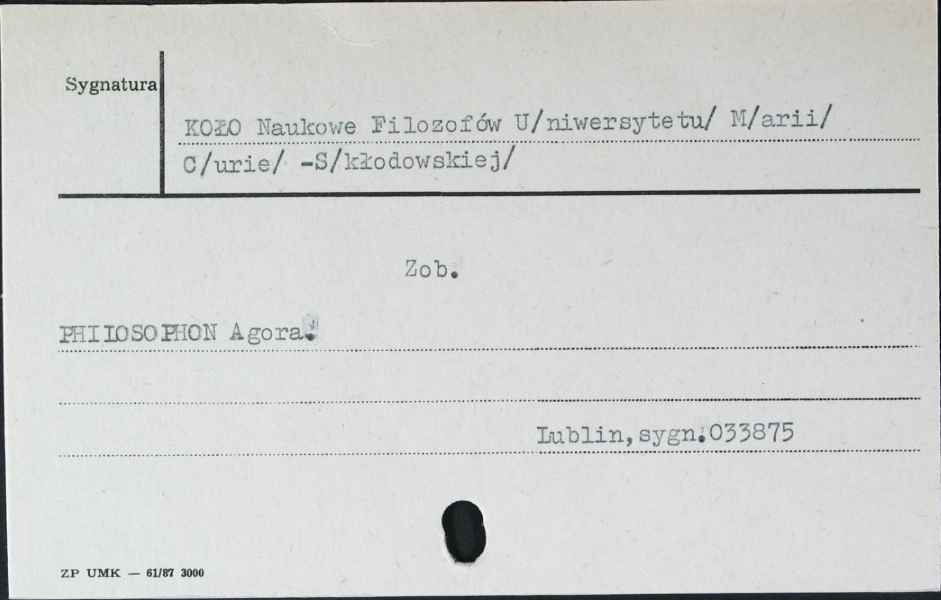 Sygnatura
KOŁO Naukowe Filozofów U/niwersytetu/ M/arii/
C/urie/ -S/kłodowskiej/
Zob.
PHILOSOPHON Agora.
Lublin, sygn.033875
ZP UMK — 61/87 3000